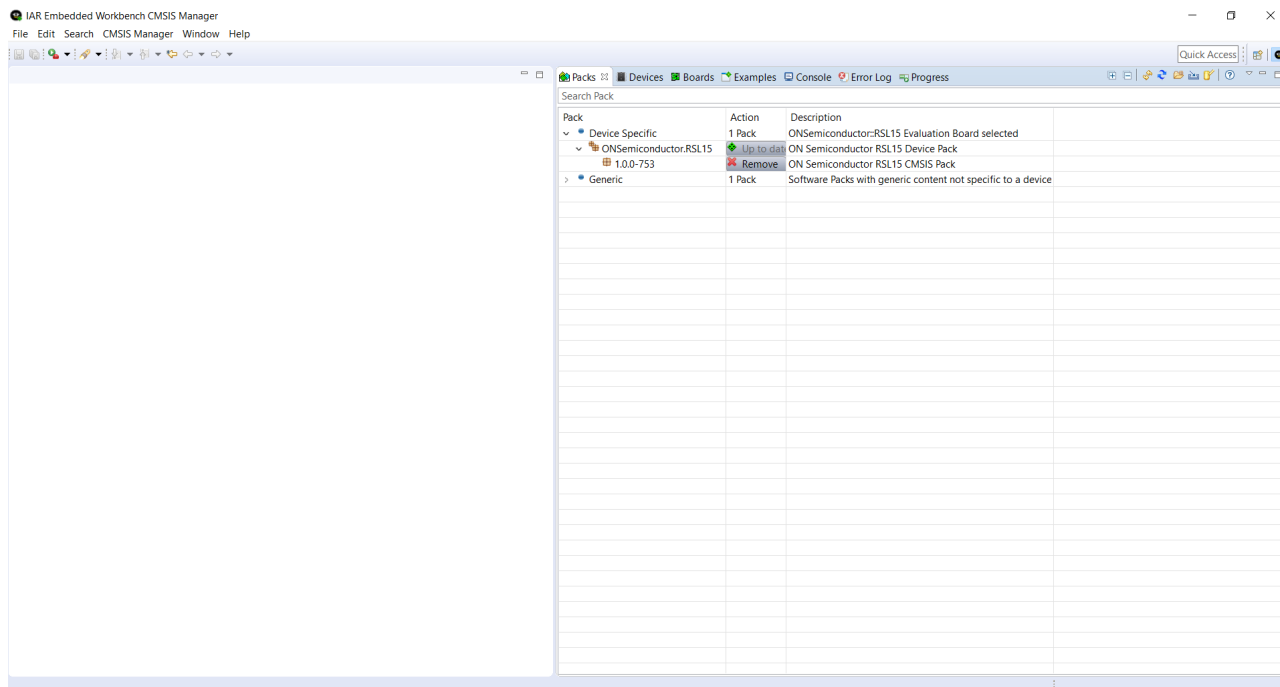 IAR Embedded Workbench CMSIS Manager
File Edit Search CMSIS Manager Window Help
Quick Access
Packs Devices Boards Examples Console Error Log Progress
Search Pack
Pack Action Description
Device Specific 1 Pack ONSemiconductor::RSL15 Evaluation Board selected
ONSemiconductor.RSL15 Up to dat ON Semiconductor RSL15 Device Pack
1.0.0-753 Remove ON Semiconductor RSL15 CMSIS Pack
Generic 1 Pack Software Packs with generic content not specific to a device